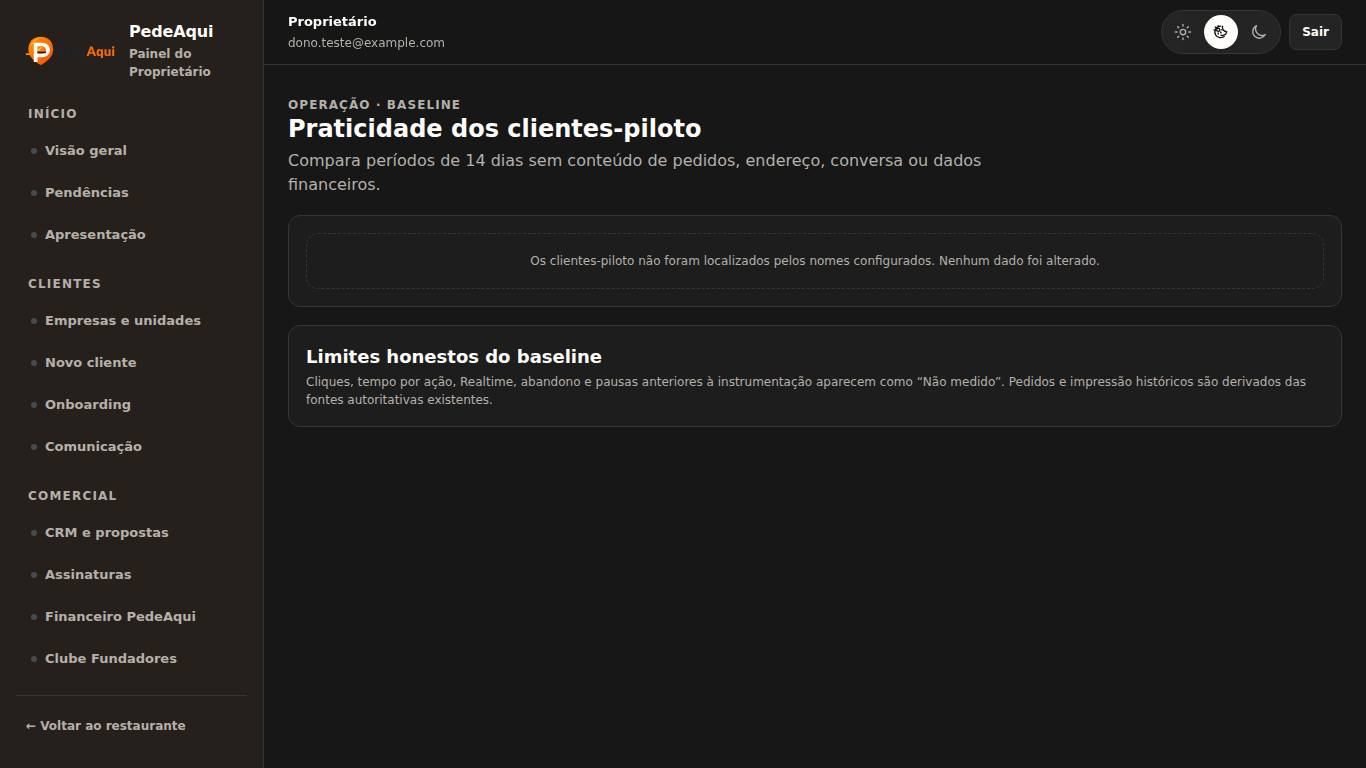 Aqui
PedeAqui
Painel do
Proprietário
INÍCIO
Visão geral
Pendências
Apresentação
CLIENTES
Empresas e unidades
Novo cliente
Onboarding
Comunicação
COMERCIAL
CRM e propostas
Assinaturas
Financeiro PedeAqui
Clube Fundadores
← Voltar ao restaurante
Proprietário
dono.teste@example.com
Sair
OPERAÇÃO · BASELINE
Praticidade dos clientes-piloto
Compara períodos de 14 dias sem conteúdo de pedidos, endereço, conversa ou dados
financeiros.
Os clientes-piloto não foram localizados pelos nomes configurados. Nenhum dado foi alterado.
Limites honestos do baseline
Cliques, tempo por ação, Realtime, abandono e pausas anteriores à instrumentação aparecem como “Não medido”. Pedidos e impressão históricos são derivados das
fontes autoritativas existentes.